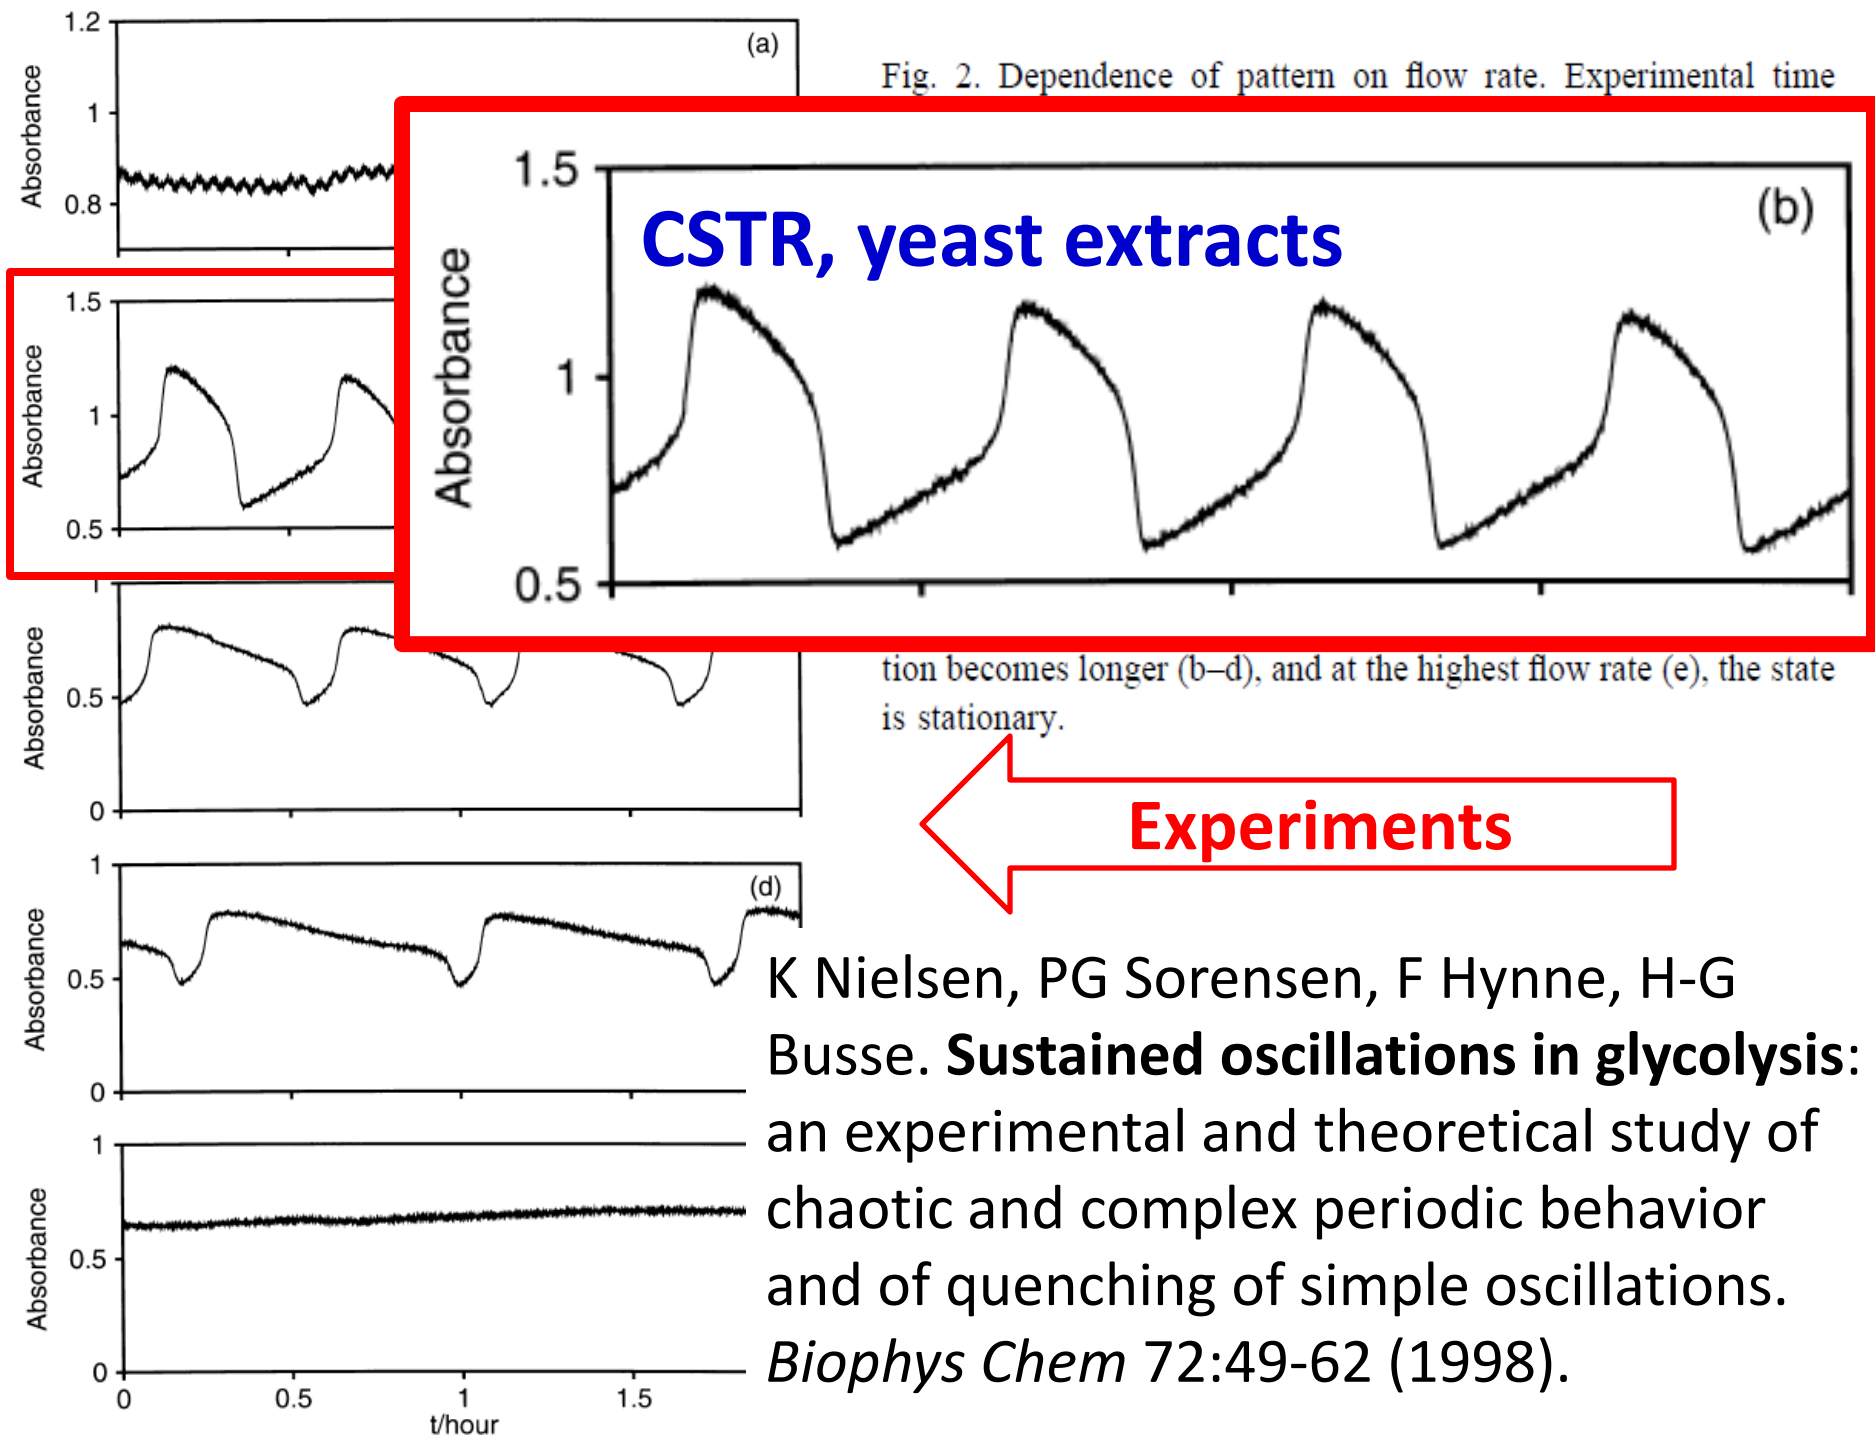 1.2
(a)
1
0.8
Absorbance
Fig. 2. Dependence of pattern on flow rate. Experimental time
1.5
(b)
CSTR, yeast extracts
1
0.5
Absorbance
1.5
1
0.5
Absorbance
tion becomes longer (b–d), and at the highest flow rate (e), the state
is stationary.
0.5
0
Absorbance
Experiments
1
(d)
0.5
0
Absorbance
K Nielsen, PG Sorensen, F Hynne, H-G
Busse. Sustained oscillations in glycolysis:
an experimental and theoretical study of
chaotic and complex periodic behavior
and of quenching of simple oscillations.
Biophys Chem 72:49-62 (1998).
1
0.5
0
Absorbance
0 0.5 1 1.5
t/hour